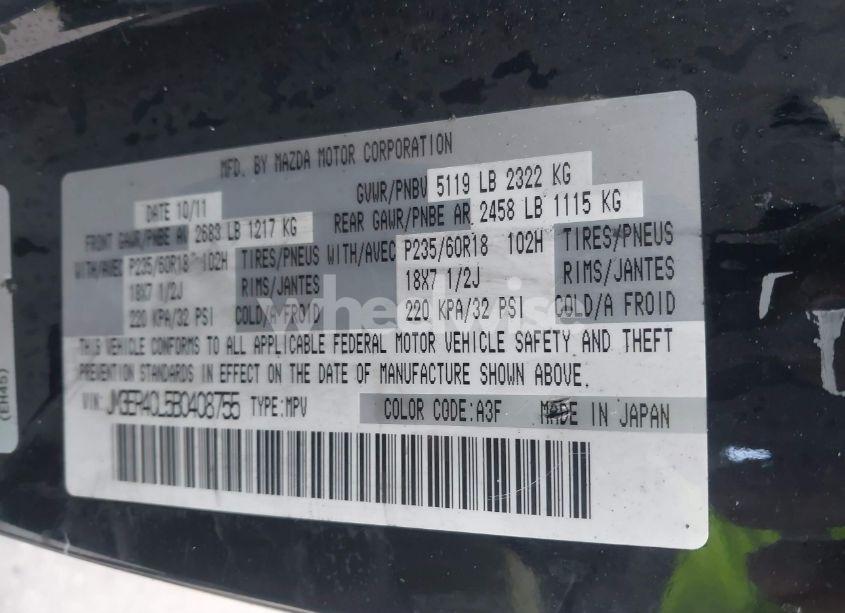 MFD. BY MAZDA MOTOR CORPORATION
DATE 10/11 GVWR/PNBV 5119 LB 2322 KG
FRONT GAWR/PNBE AV 2683 LB 1217 KG REAR GAWR/PNBE AR 2458 LB 1115 KG
WITH/AVEC P235/60R18 102H TIRES/PNEUS WITH/AVEC P235/60R18 102H TIRES/PNEUS
18X7 1/2J RIMS/JANTES 18X7 1/2J RIMS/JANTES
220 KPA/32 PSI COLD/A FROID 220 KPA/32 PSI COLD/A FROID
THIS VEHICLE CONFORMS TO ALL APPLICABLE FEDERAL MOTOR VEHICLE SAFETY AND THEFT
PREVENTION STANDARDS IN EFFECT ON THE DATE OF MANUFACTURE SHOWN ABOVE.
VIN: JM3ER4CL5B0408755 TYPE:MPV COLOR CODE:A3F MADE IN JAPAN
(EH45)
wheelwise